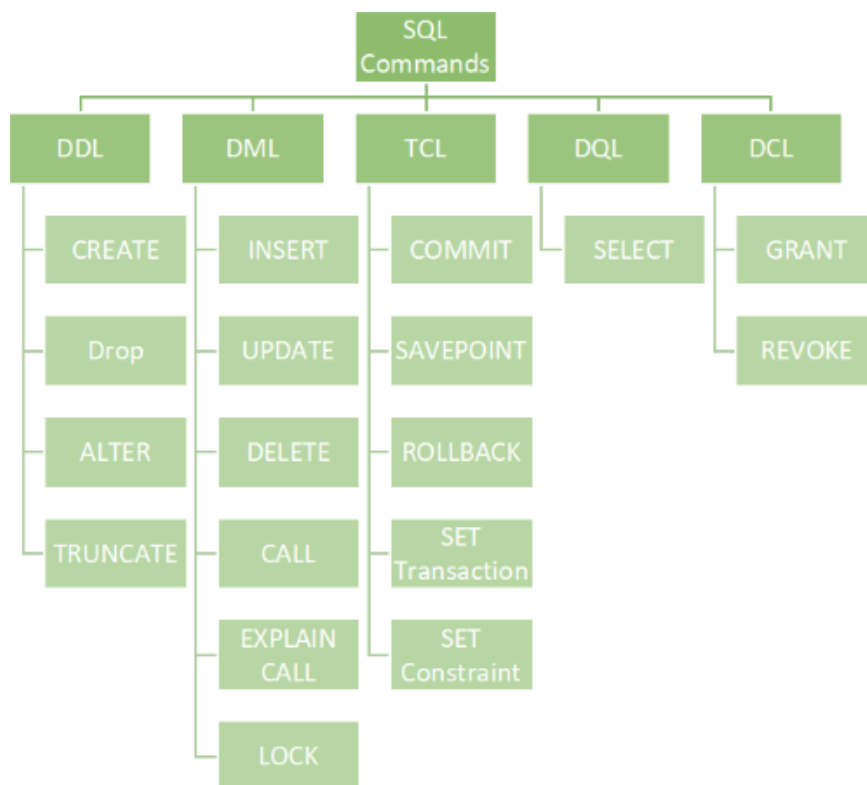 SQL
Commands
DDL
DML
TCL
DQL
DCL
CREATE
INSERT
COMMIT
SELECT
GRANT
Drop
UPDATE
SAVEPOINT
REVOKE
ALTER
DELETE
ROLLBACK
TRUNCATE
CALL
SET
Transaction
EXPLAIN
CALL
SET
Constraint
LOCK